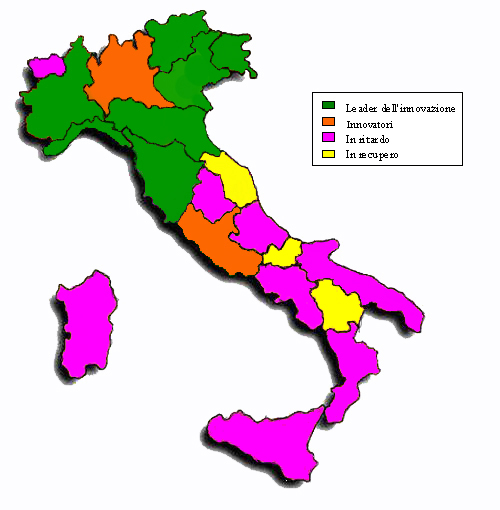 Leader dell'innovazione
Innovatori
In ritardo
In recupero